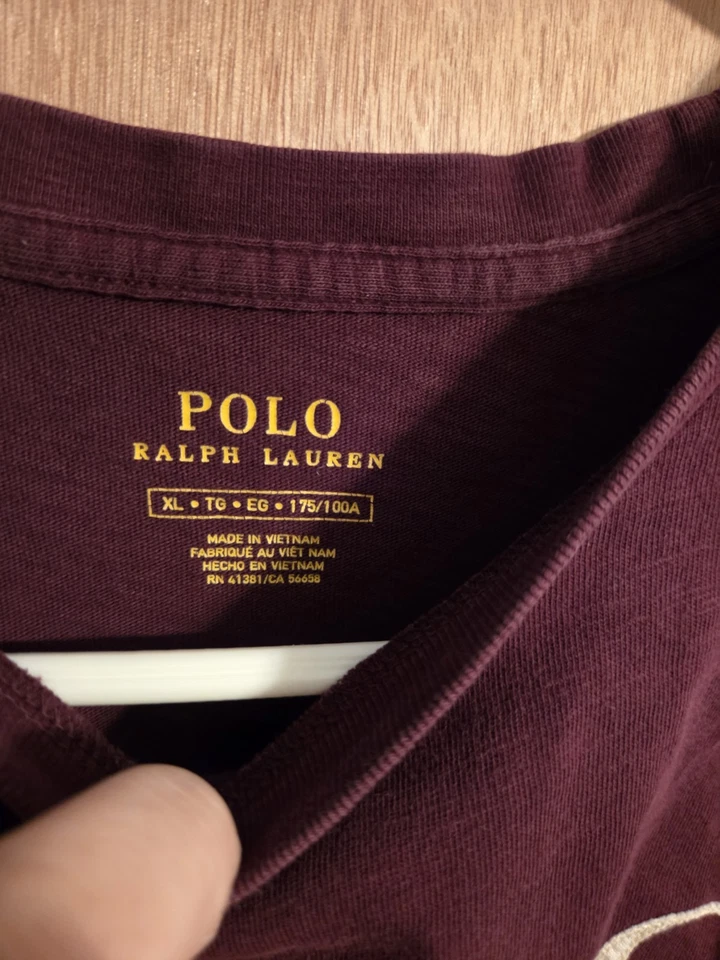 POLO
RALPH LAUREN
XL • TG • EG • 175/100A
MADE IN VIETNAM
FABRIQUÉ AU VIÊT NAM
HECHO EN VIETNAM
RN 41381/CA 56658